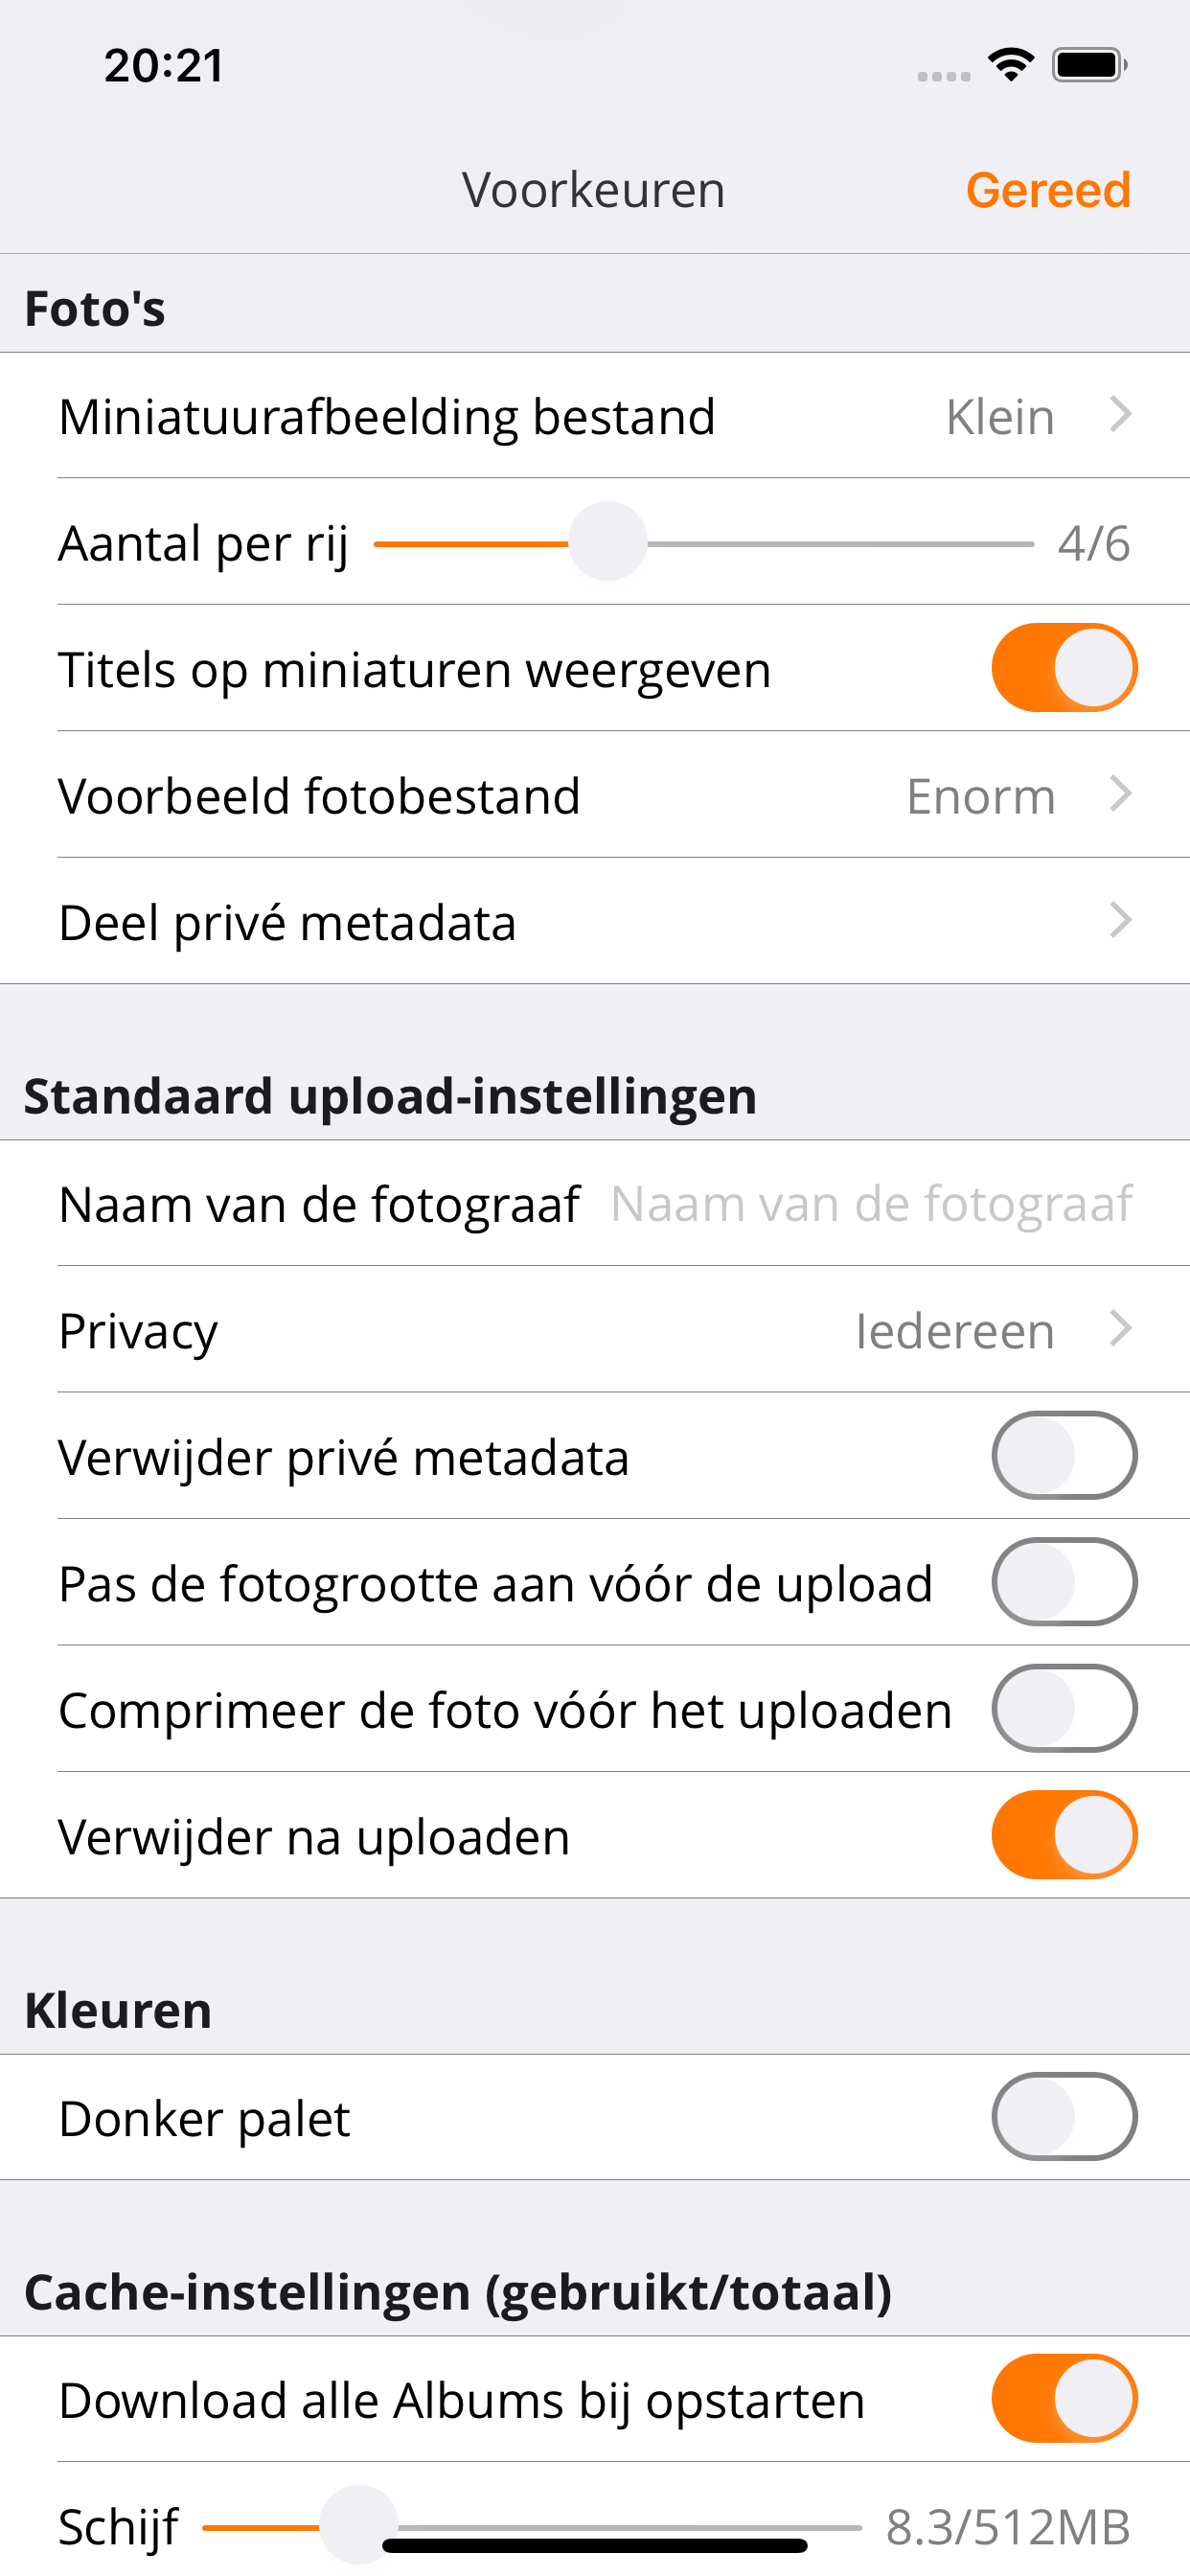 20:21
Voorkeuren
Gereed
Foto's
Miniatuurafbeelding bestand Klein
Aantal per rij 4/6
Titels op miniaturen weergeven
Voorbeeld fotobestand Enorm
Deel privé metadata
Standaard upload-instellingen
Naam van de fotograaf Naam van de fotograaf
Privacy Iedereen
Verwijder privé metadata
Pas de fotogrootte aan vóór de upload
Comprimeer de foto vóór het uploaden
Verwijder na uploaden
Kleuren
Donker palet
Cache-instellingen (gebruikt/totaal)
Download alle Albums bij opstarten
Schijf 8.3/512MB